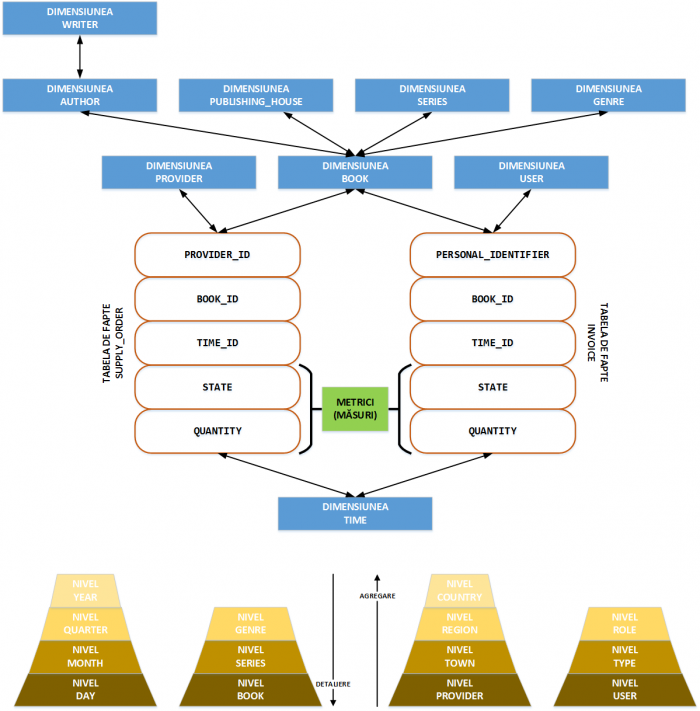 DIMENSIUNEA
WRITER
DIMENSIUNEA
AUTHOR
DIMENSIUNEA
PUBLISHING_HOUSE
DIMENSIUNEA
SERIES
DIMENSIUNEA
GENRE
DIMENSIUNEA
PROVIDER
DIMENSIUNEA
BOOK
DIMENSIUNEA
USER
TABELA DE FAPTE
SUPPLY_ORDER
PROVIDER_ID
BOOK_ID
TIME_ID
STATE
QUANTITY
METRICI
(MĂSURI)
PERSONAL_IDENTIFIER
BOOK_ID
TIME_ID
STATE
QUANTITY
TABELA DE FAPTE
INVOICE
DIMENSIUNEA
TIME
NIVEL
YEAR
NIVEL
QUARTER
NIVEL
MONTH
NIVEL
DAY
NIVEL
GENRE
NIVEL
SERIES
NIVEL
BOOK
DETALIERE
AGREGARE
NIVEL
COUNTRY
NIVEL
REGION
NIVEL
TOWN
NIVEL
PROVIDER
NIVEL
ROLE
NIVEL
TYPE
NIVEL
USER